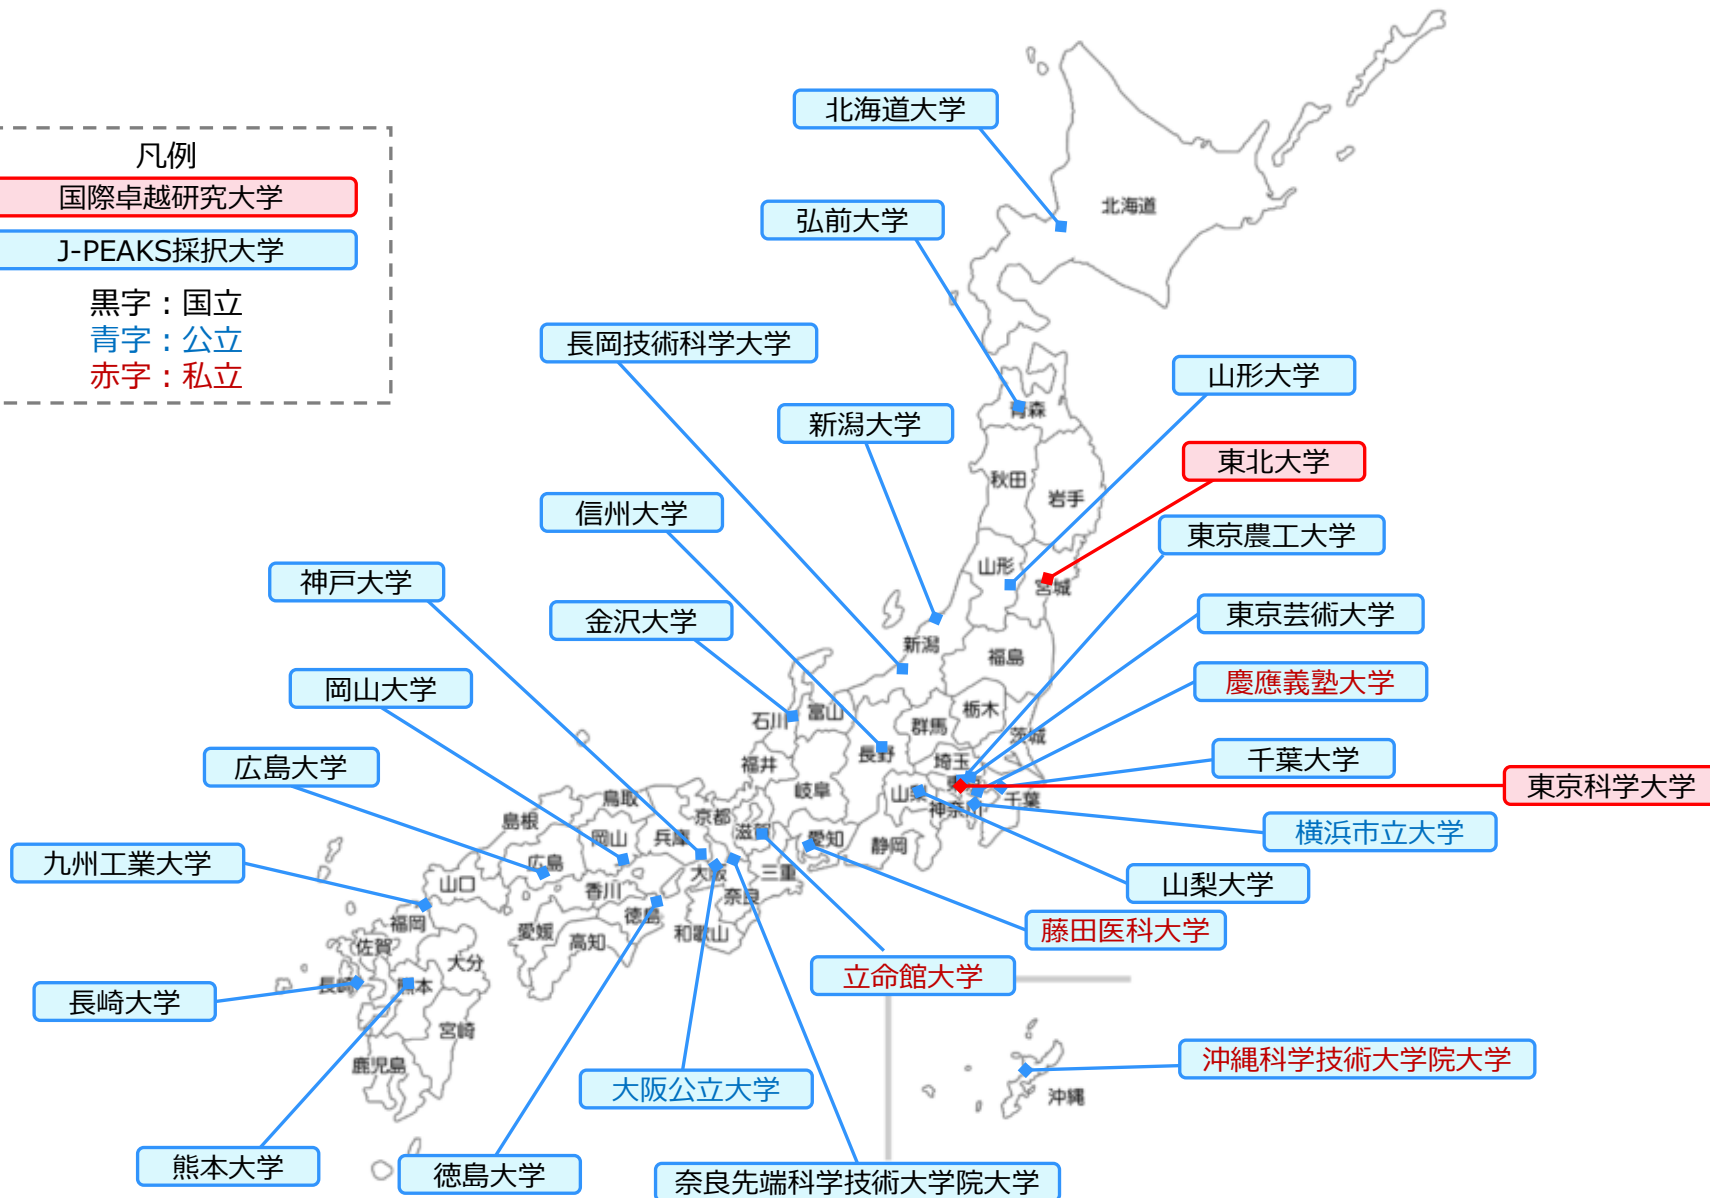 凡例
国際卓越研究大学
J-PEAKS採択大学
黒字：国立
青字：公立
赤字：私立
北海道大学
北海道
弘前大学
長岡技術科学大学
山形大学
青森
新潟大学
東北大学
秋田
岩手
信州大学
東京農工大学
山形
宮城
神戸大学
金沢大学
東京芸術大学
新潟
福島
岡山大学
慶應義塾大学
石川
富山
群馬
栃木
茨城
広島大学
長野
埼玉
千葉大学
福井
東京科学大学
岐阜
山梨
神奈川
千葉
鳥取
島根
京都
滋賀
岡山
兵庫
愛知
静岡
横浜市立大学
九州工業大学
広島
大阪
三重
山口
香川
奈良
山梨大学
福岡
徳島
愛媛
高知
和歌山
藤田医科大学
佐賀
大分
立命館大学
長崎
熊本
長崎大学
宮崎
鹿児島
沖縄科学技術大学院大学
大阪公立大学
沖縄
熊本大学
徳島大学
奈良先端科学技術大学院大学